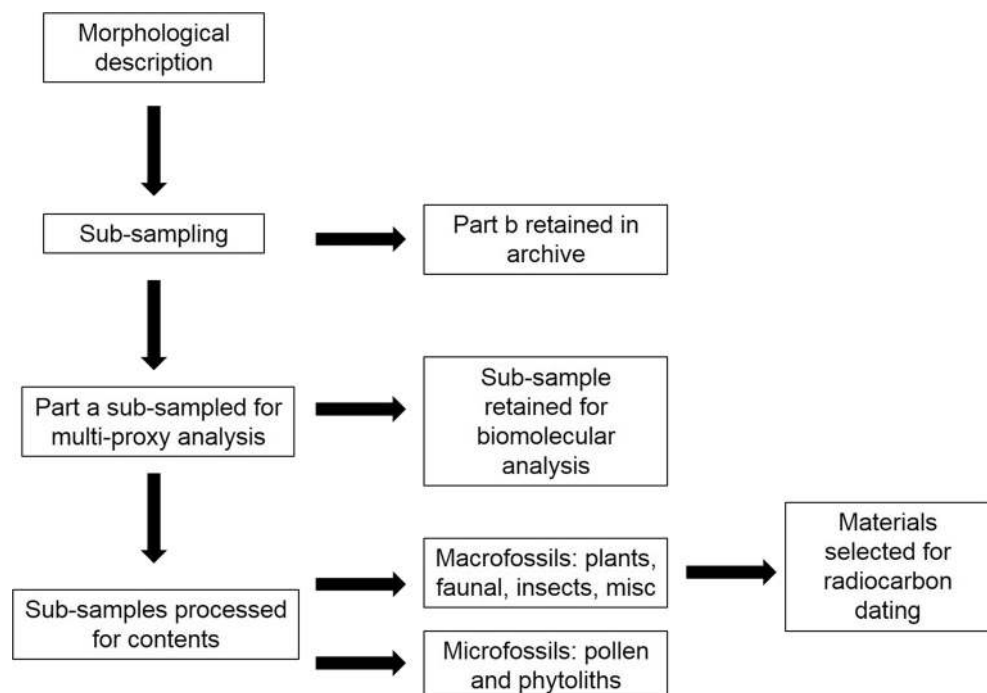 Morphological
description
Sub-sampling
Part b retained in
archive
Part a sub-sampled for
multi-proxy analysis
Sub-sample
retained for
biomolecular
analysis
Sub-samples processed
for contents
Macrofossils: plants,
faunal, insects, misc
Materials
selected for
radiocarbon
dating
Microfossils: pollen
and phytoliths